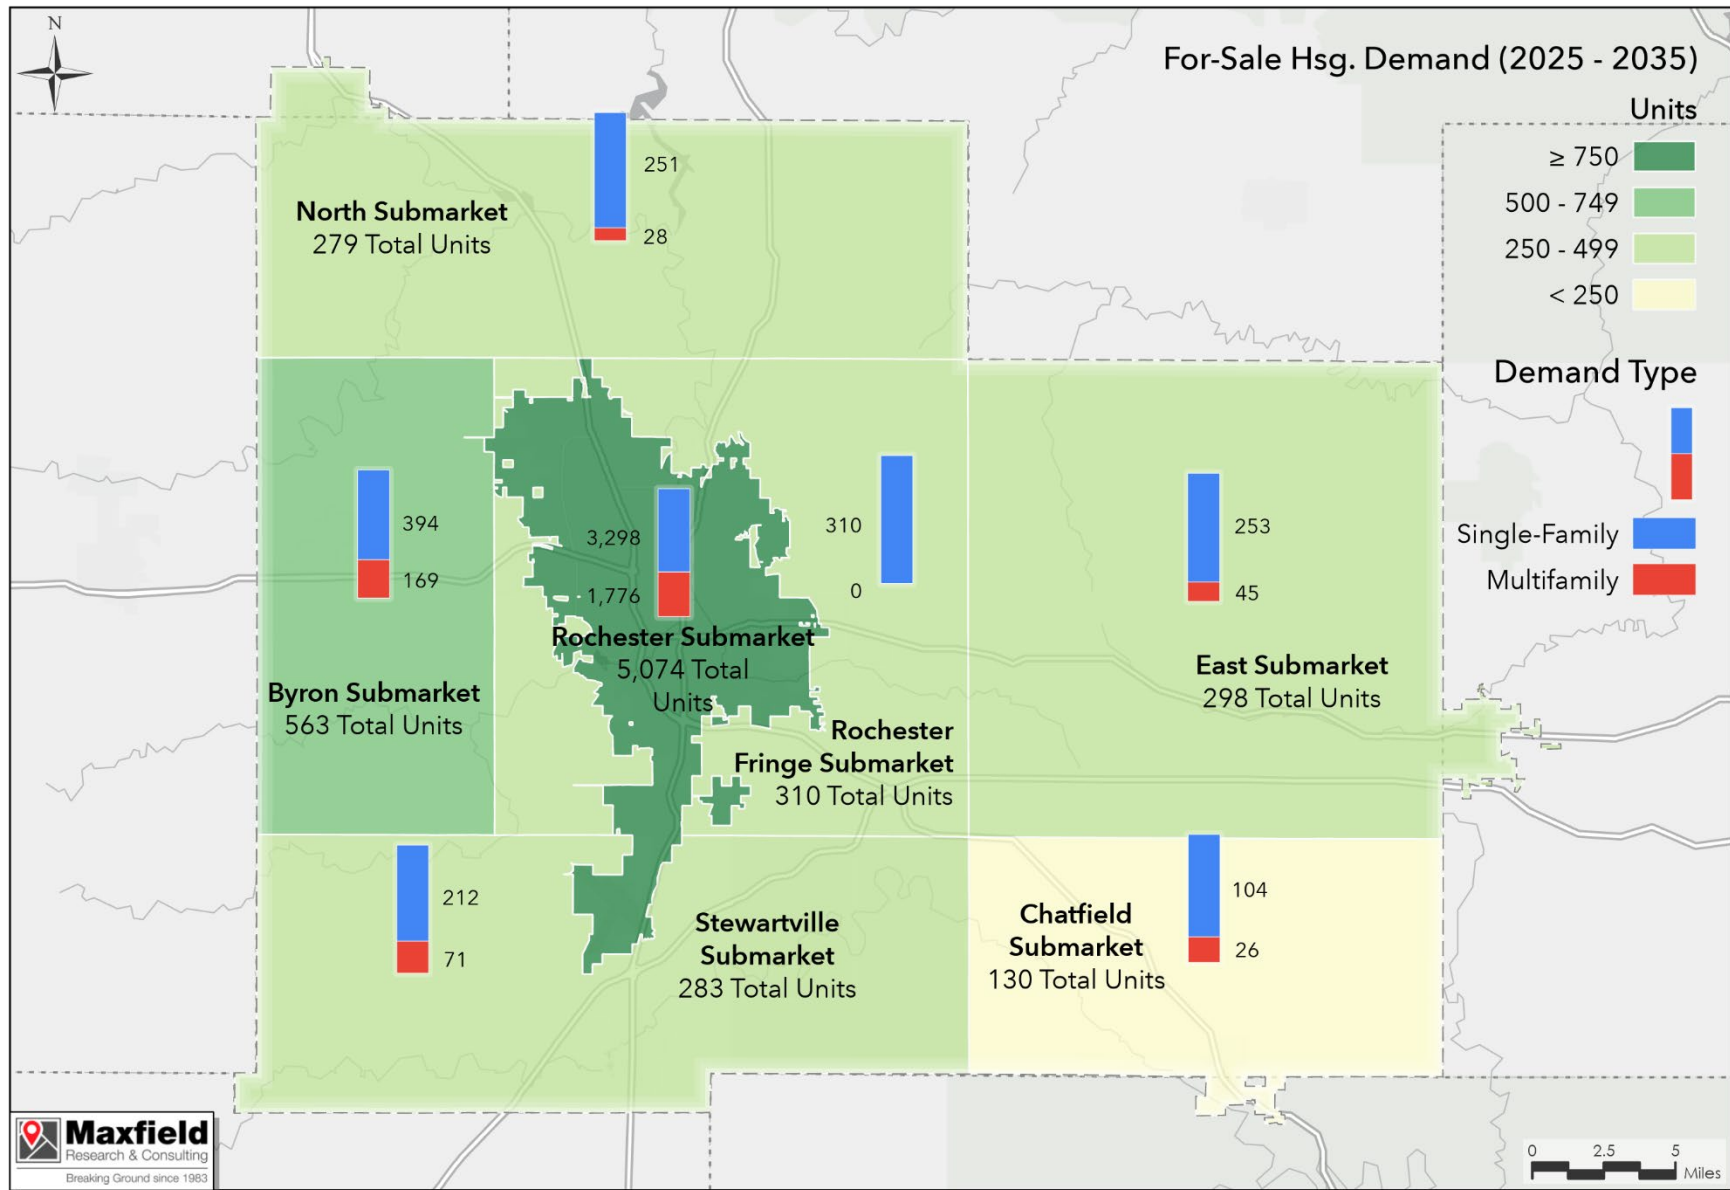 N
For-Sale Hsg. Demand (2025 - 2035)
Units
≥ 750
500 - 749
250 - 499
< 250
Demand Type
Single-Family
Multifamily
251
28
North Submarket
279 Total Units
394
169
Byron Submarket
563 Total Units
3,298
1,776
Rochester Submarket
5,074 Total
Units
310
0
Rochester
Fringe Submarket
310 Total Units
253
45
East Submarket
298 Total Units
212
71
Stewartville
Submarket
283 Total Units
104
26
Chatfield
Submarket
130 Total Units
Maxfield
Research & Consulting
Breaking Ground since 1983
0 2.5 5
Miles